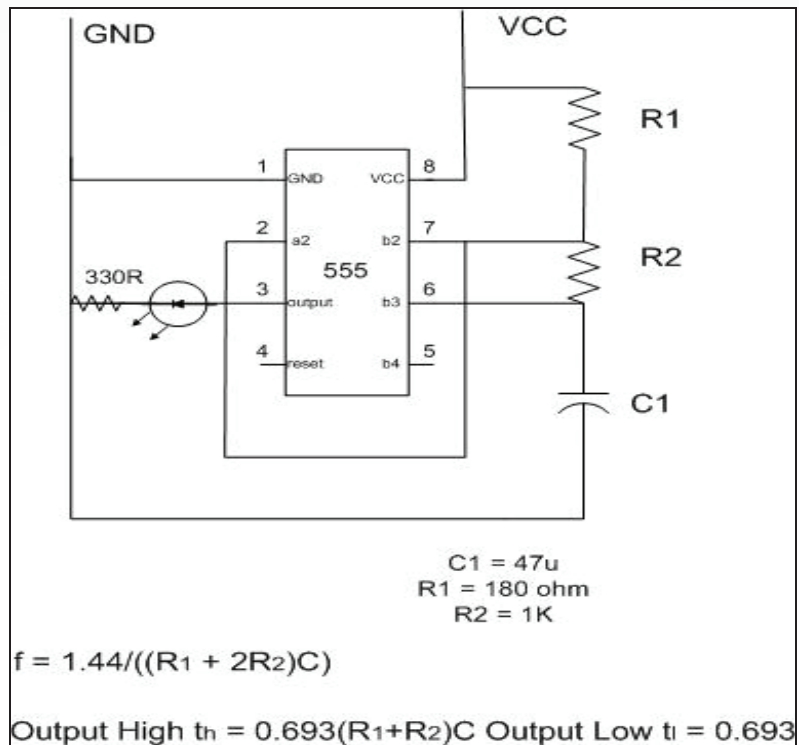 GND
VCC
R1
1
GND
VCC
8
2
a2
b2
7
R2
330R
555
3
output
b3
6
4
reset
b4
5
C1
C1 = 47u
R1 = 180 ohm
R2 = 1K
f = 1.44/((R1 + 2R2)C)
Output High th = 0.693(R1+R2)C Output Low tl = 0.693